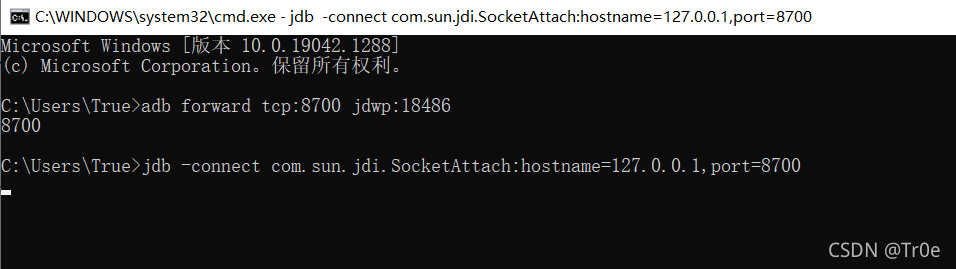 C:\WINDOWS\system32\cmd.exe - jdb  -connect com.sun.jdi.SocketAttach:hostname=127.0.0.1,port=8700
Microsoft Windows [版本 10.0.19042.1288]
(c) Microsoft Corporation。保留所有权利。
C:\Users\True>adb forward tcp:8700 jdwp:18486
8700
C:\Users\True>jdb -connect com.sun.jdi.SocketAttach:hostname=127.0.0.1,port=8700
CSDN @Tr0e